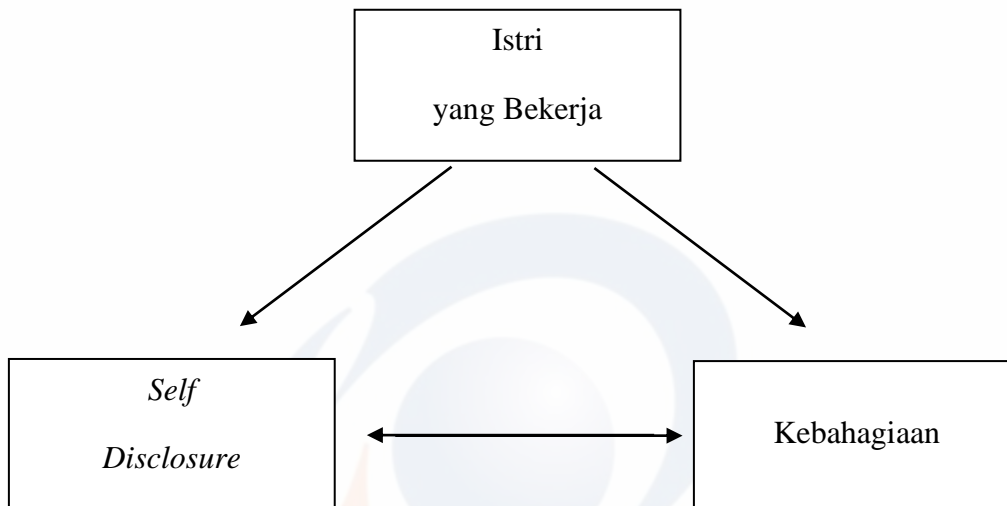 Istri
yang Bekerja
Self
Disclosure
Kebahagiaan